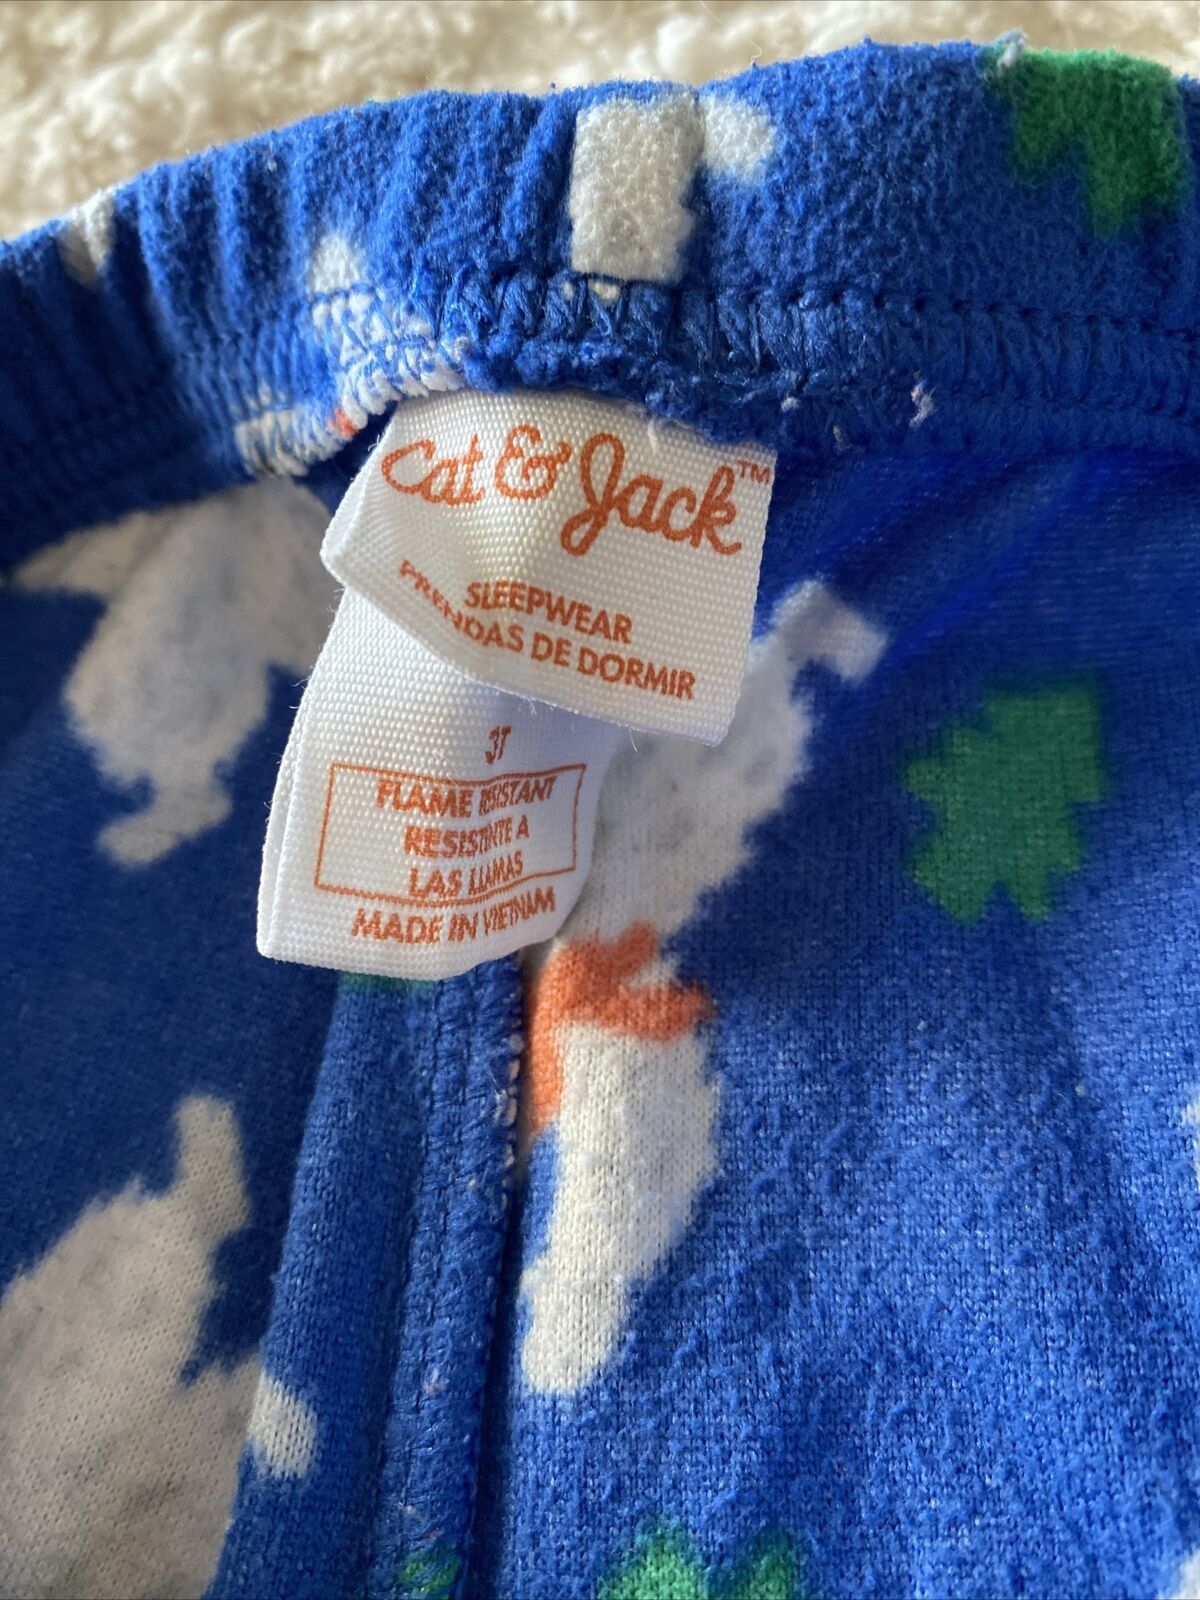 Cat & Jack™
SLEEPWEAR
PRENDAS DE DORMIR
3T
FLAME RESISTANT
RESISTENTE A
LAS LLAMAS
MADE IN VIETNAM